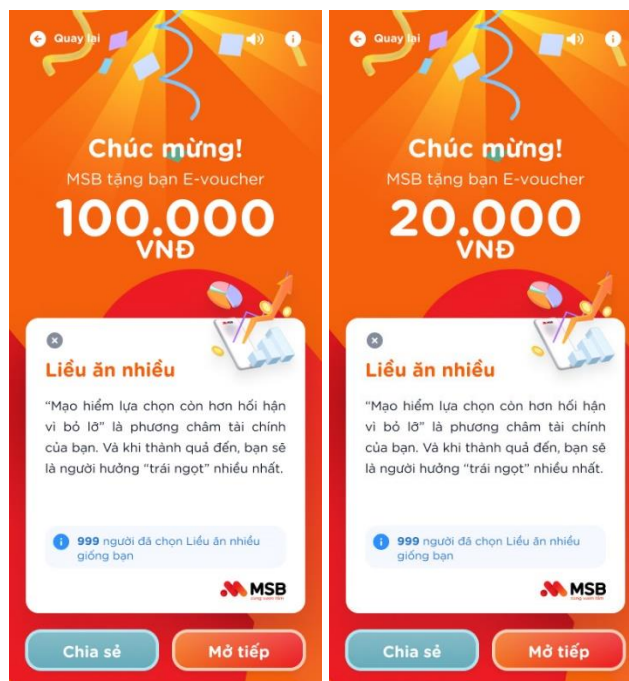 Quay lại
Chúc mừng!
MSB tặng bạn E-voucher
100.000
VNĐ
Liều ăn nhiều
“Mạo hiểm lựa chọn còn hơn hối hận
vì bỏ lỡ” là phương châm tài chính
của bạn. Và khi thành quả đến, bạn sẽ
là người hưởng “trái ngọt” nhiều nhất.
999 người đã chọn Liều ăn nhiều
giống bạn
MSB
Chia sẻ
Mở tiếp
Quay lại
Chúc mừng!
MSB tặng bạn E-voucher
20.000
VNĐ
Liều ăn nhiều
“Mạo hiểm lựa chọn còn hơn hối hận
vì bỏ lỡ” là phương châm tài chính
của bạn. Và khi thành quả đến, bạn sẽ
là người hưởng “trái ngọt” nhiều nhất.
999 người đã chọn Liều ăn nhiều
giống bạn
MSB
Chia sẻ
Mở tiếp